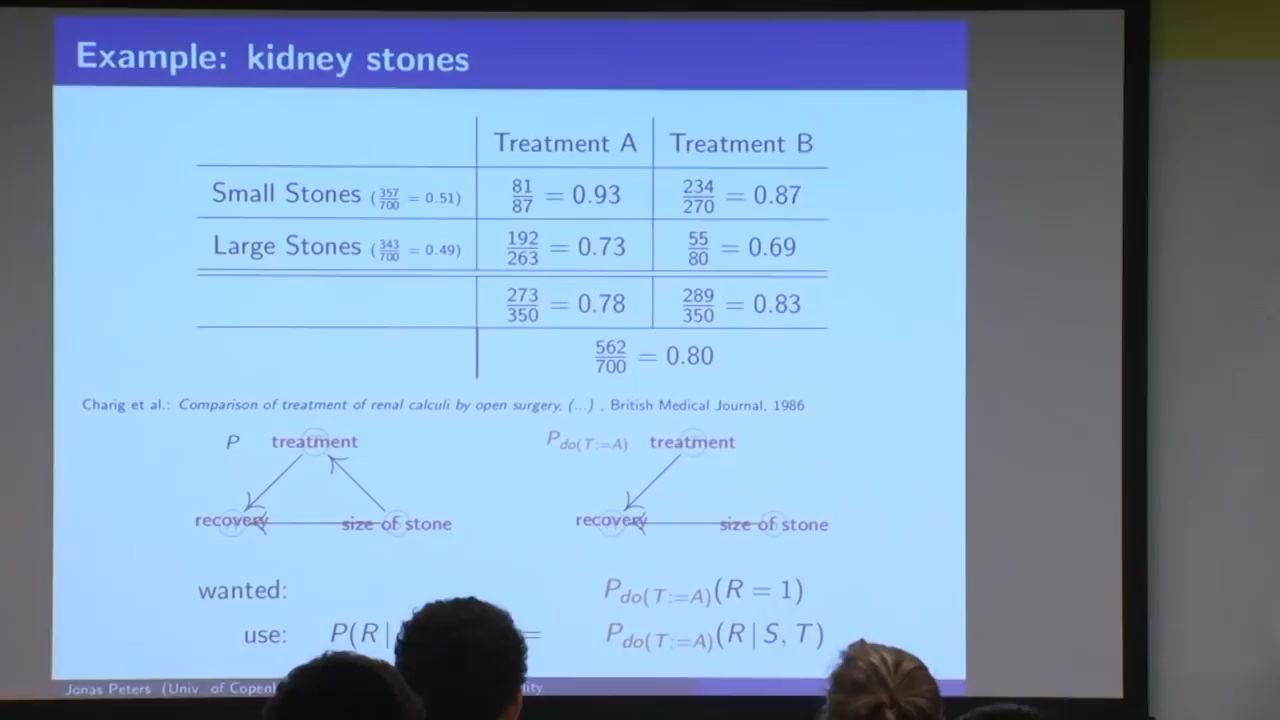 Example: kidney stones
Treatment A Treatment B
Small Stones (357/700 = 0.51) 81/87 = 0.93 234/270 = 0.87
Large Stones (343/700 = 0.49) 192/263 = 0.73 55/80 = 0.69
273/350 = 0.78 289/350 = 0.83
562/700 = 0.80
Charig et al.: Comparison of treatment of renal calculi by open surgery, (...) , British Medical Journal, 1986
P treatment P_do(T:=A) treatment
recovery size of stone recovery size of stone
wanted: P_do(T:=A)(R = 1)
use: P(R | = P_do(T:=A)(R | S, T)
Jonas Peters (Univ of